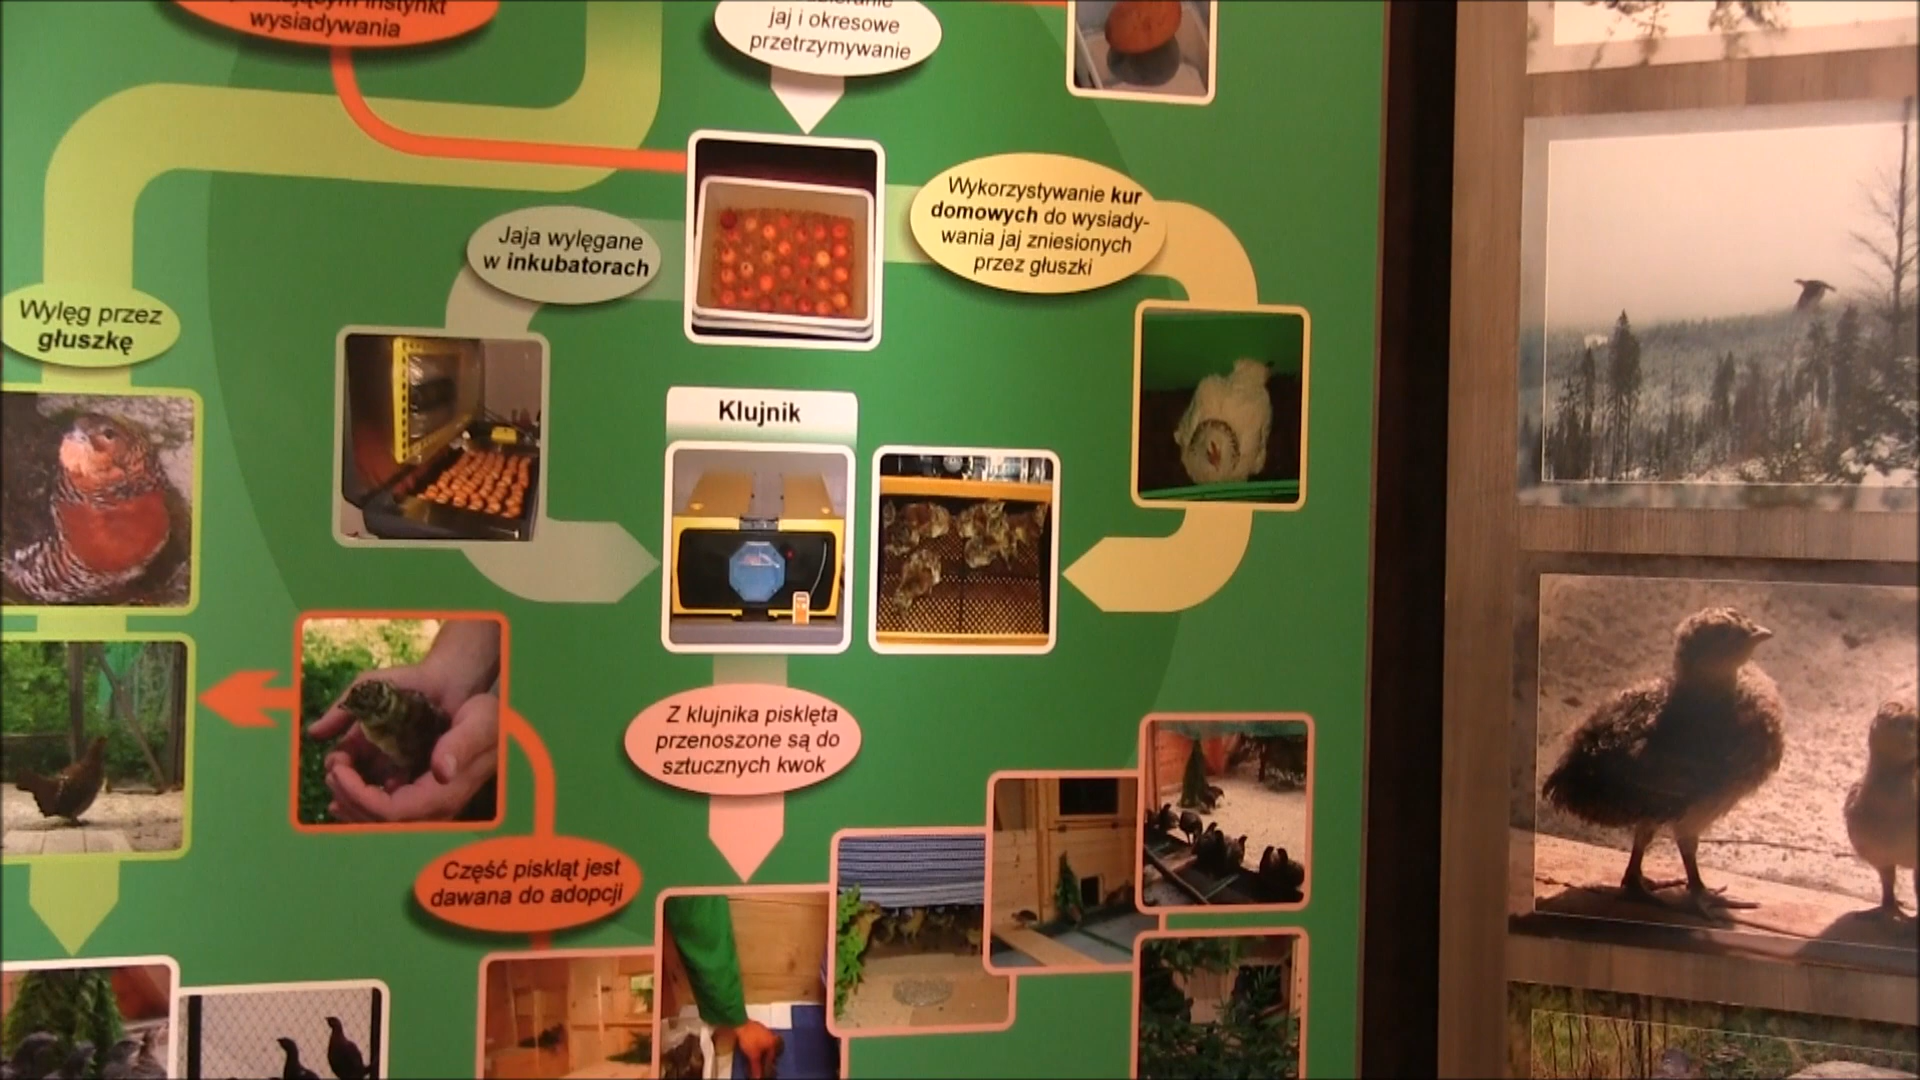 instynkt
wysiadywania
jaj i okresowe
przetrzymywanie
Wykorzystywanie kur
domowych do wysiady-
wania jaj zniesionych
przez głuszki
Jaja wylęgane
w inkubatorach
Wylęg przez
głuszkę
Klujnik
Z klujnika pisklęta
przenoszone są do
sztucznych kwok
Część piskląt jest
dawana do adopcji